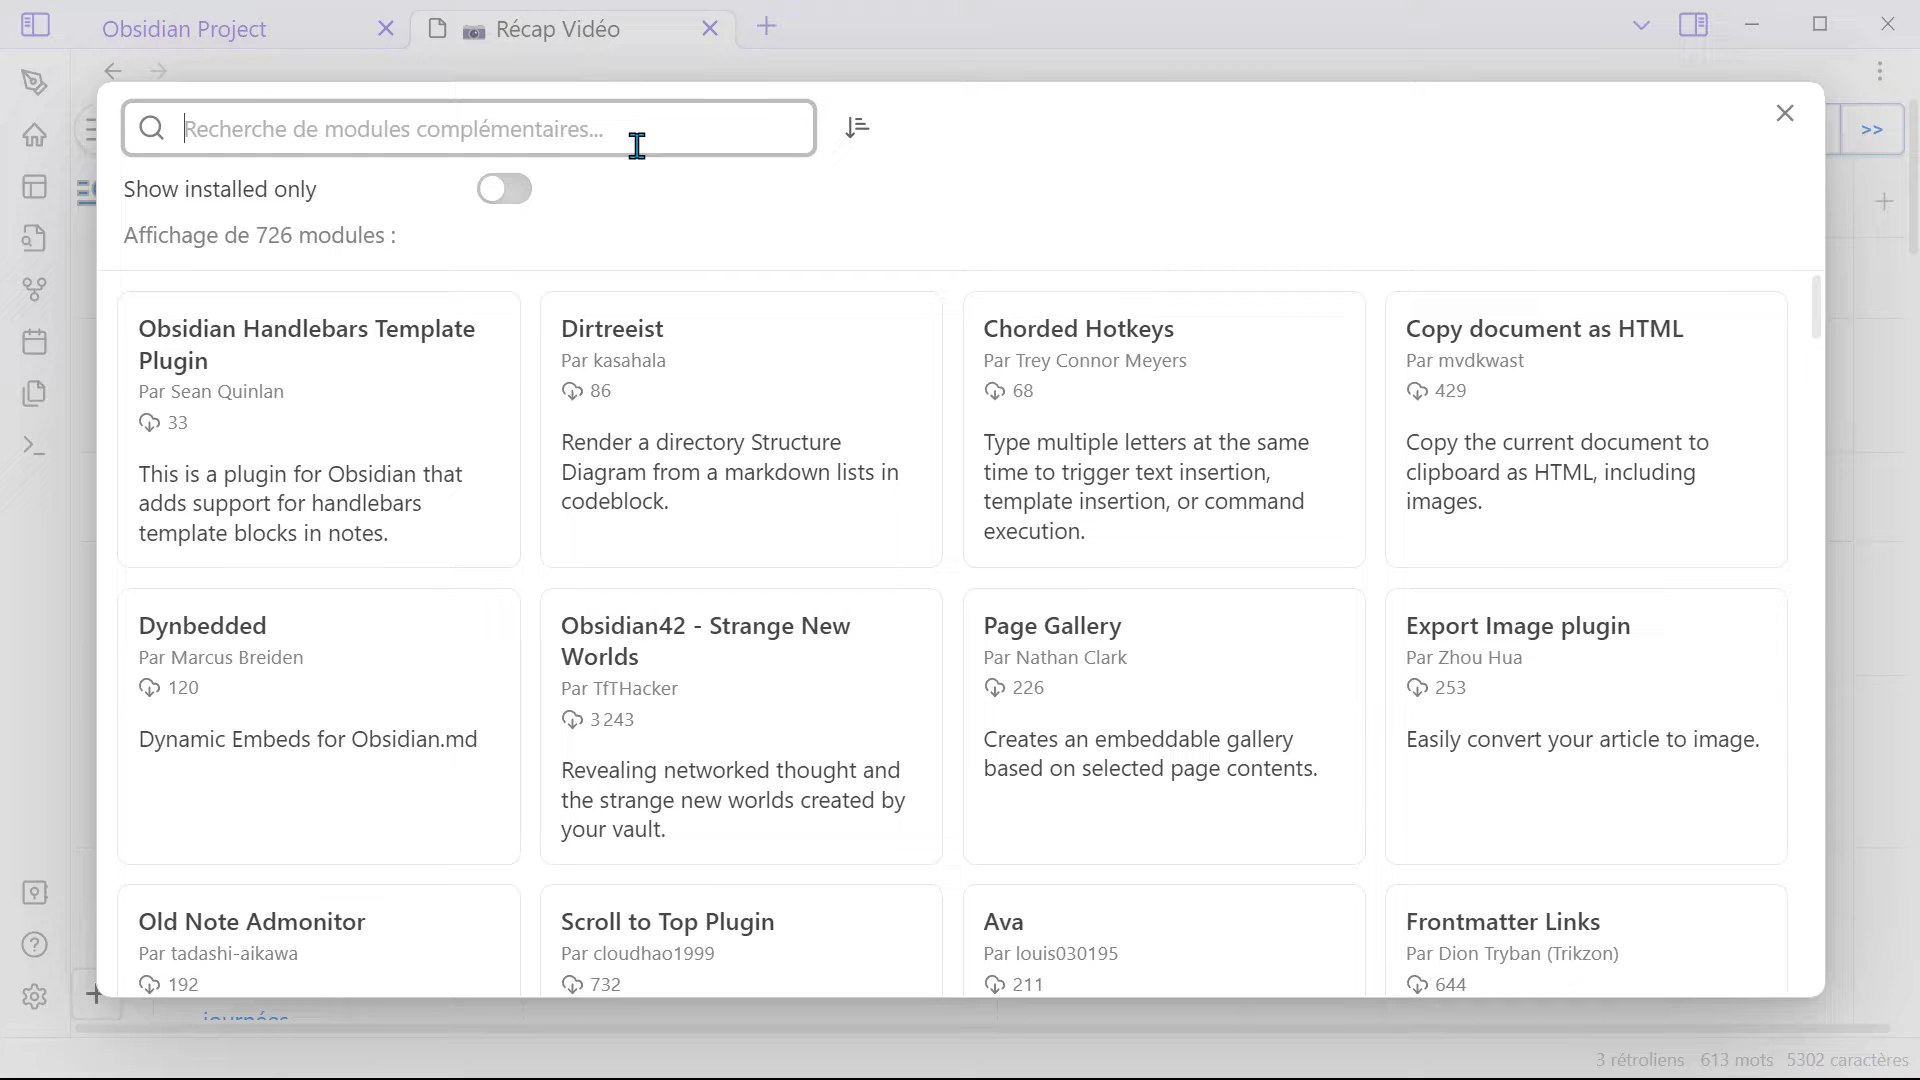 Obsidian Project
Récap Vidéo
Recherche de modules complémentaires...
>>
Show installed only
Affichage de 726 modules :
Obsidian Handlebars Template
Plugin
Par Sean Quinlan
33
This is a plugin for Obsidian that
adds support for handlebars
template blocks in notes.
Dirtreeist
Par kasahala
86
Render a directory Structure
Diagram from a markdown lists in
codeblock.
Chorded Hotkeys
Par Trey Connor Meyers
68
Type multiple letters at the same
time to trigger text insertion,
template insertion, or command
execution.
Copy document as HTML
Par mvdkwast
429
Copy the current document to
clipboard as HTML, including
images.
Dynbedded
Par Marcus Breiden
120
Dynamic Embeds for Obsidian.md
Obsidian42 - Strange New
Worlds
Par TfTHacker
3 243
Revealing networked thought and
the strange new worlds created by
your vault.
Page Gallery
Par Nathan Clark
226
Creates an embeddable gallery
based on selected page contents.
Export Image plugin
Par Zhou Hua
253
Easily convert your article to image.
Old Note Admonitor
Par tadashi-aikawa
192
Scroll to Top Plugin
Par cloudhao1999
732
Ava
Par louis030195
211
Frontmatter Links
Par Dion Tryban (Trikzon)
644
journées
3 rétroliens 613 mots 5302 caractères